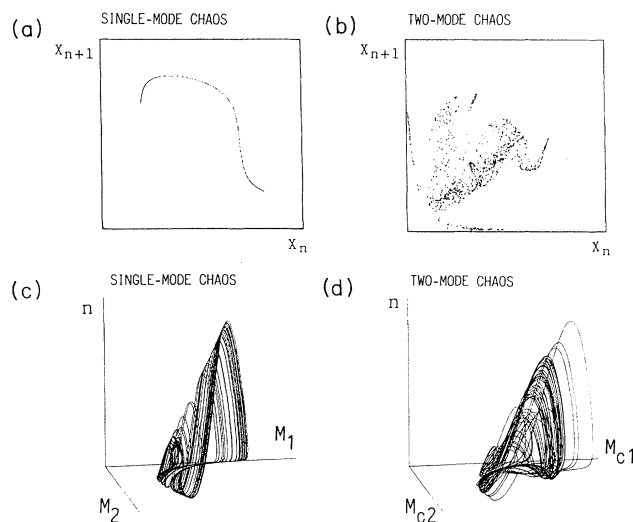 (a) SINGLE-MODE CHAOS
Xn+1
Xn
(b) TWO-MODE CHAOS
Xn+1
Xn
(c) SINGLE-MODE CHAOS
n
M1
M2
(d) TWO-MODE CHAOS
n
Mc1
Mc2